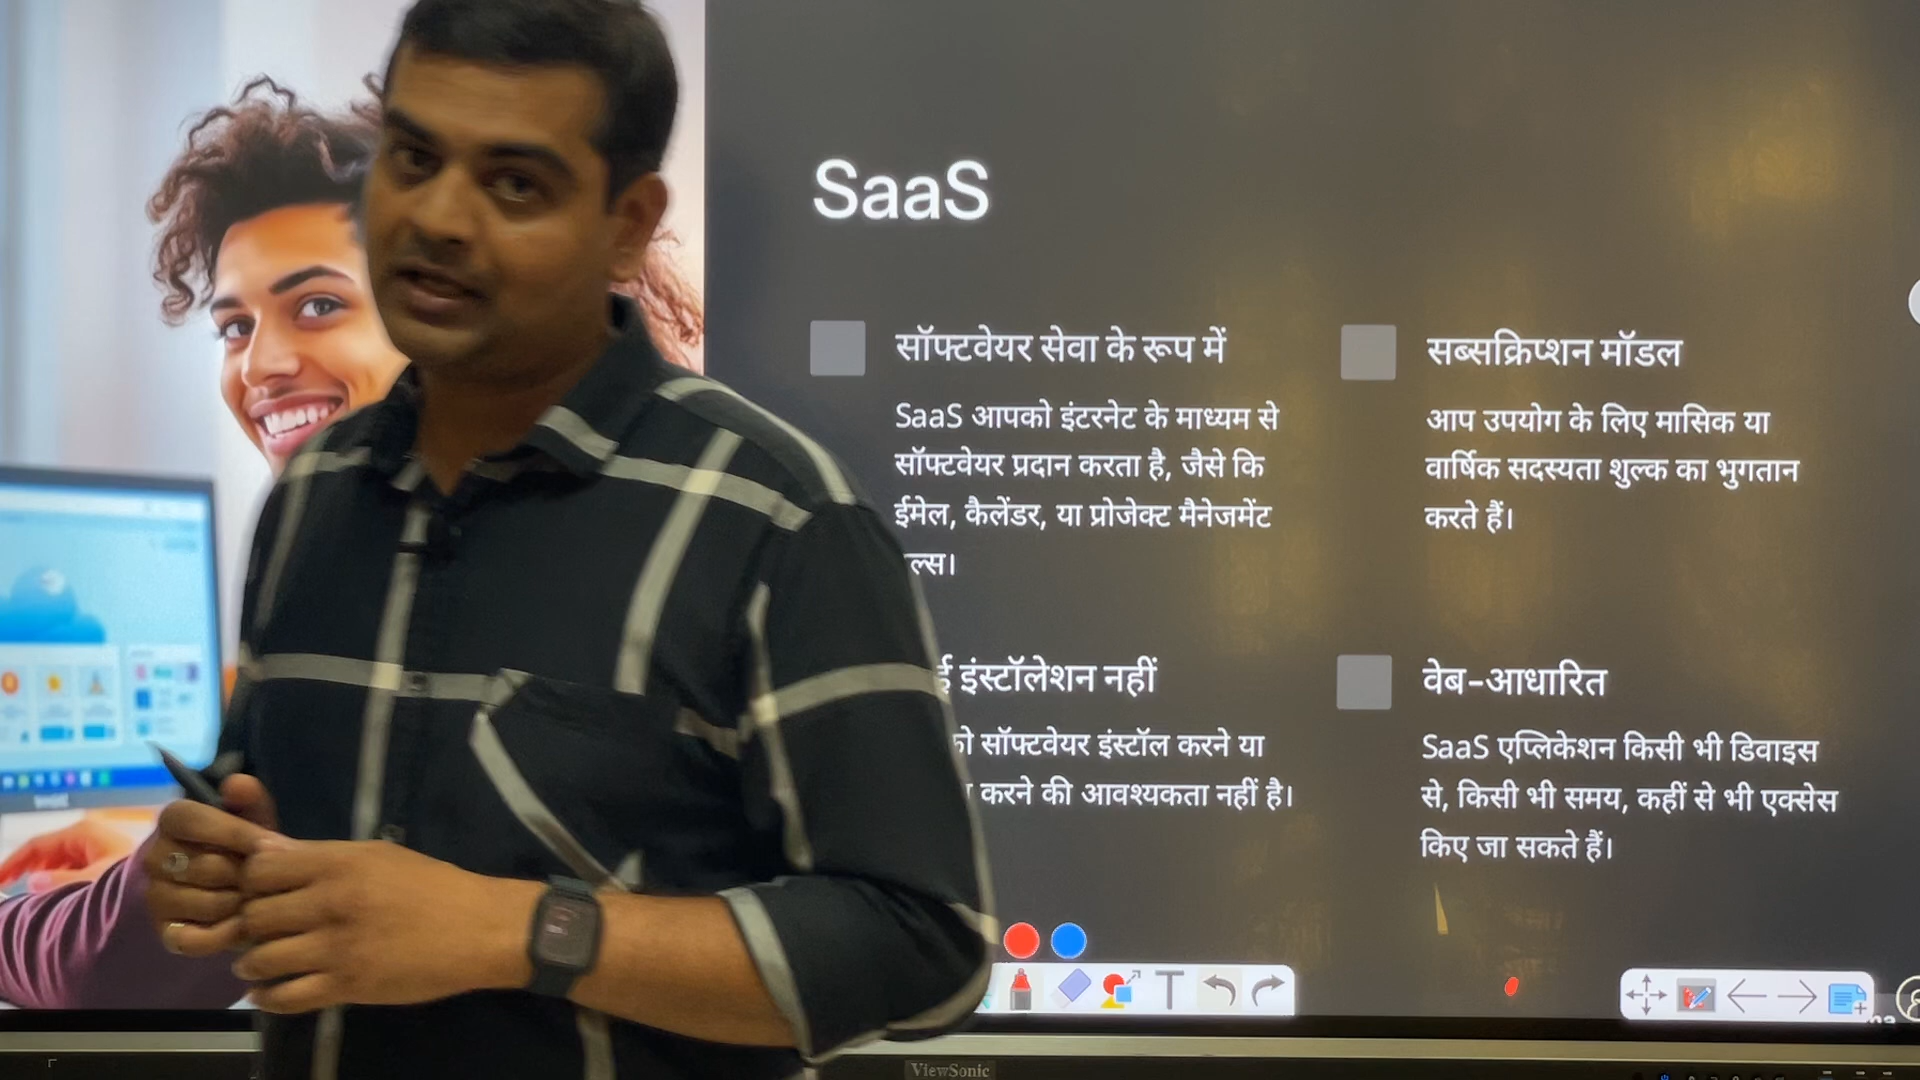 SaaS
सॉफ्टवेयर सेवा के रूप में
SaaS आपको इंटरनेट के माध्यम से
सॉफ्टवेयर प्रदान करता है, जैसे कि
ईमेल, कैलेंडर, या प्रोजेक्ट मैनेजमेंट
सब्सक्रिप्शन मॉडल
आप उपयोग के लिए मासिक या
वार्षिक सदस्यता शुल्क का भुगतान
करते हैं।
इंस्टॉलेशन नहीं
सॉफ्टवेयर इंस्टॉल करने या
करने की आवश्यकता नहीं है।
वेब-आधारित
SaaS एप्लिकेशन किसी भी डिवाइस
से, किसी भी समय, कहीं से भी एक्सेस
किए जा सकते हैं।
T
ViewSonic